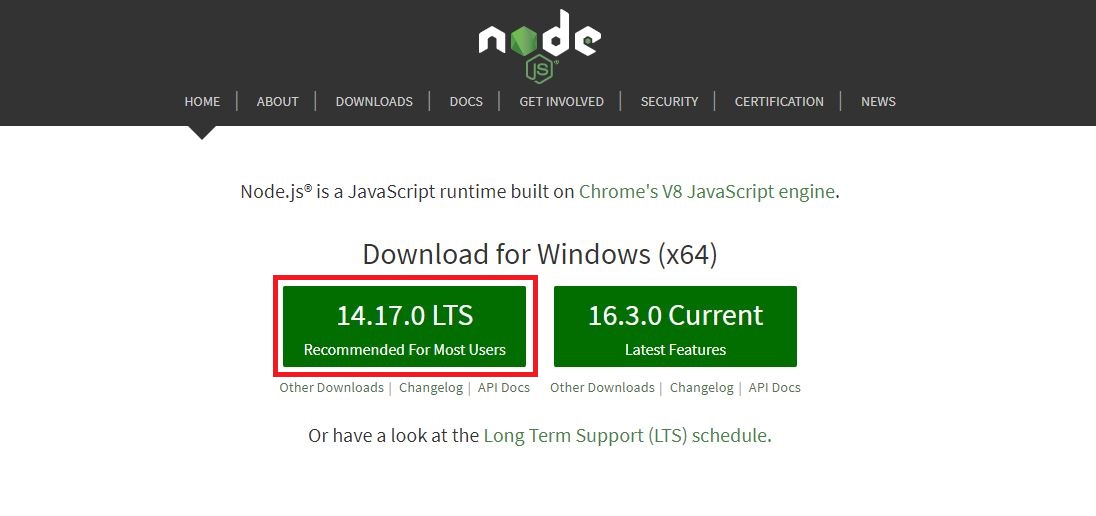 node
JS®
HOME | ABOUT | DOWNLOADS | DOCS | GET INVOLVED | SECURITY | CERTIFICATION | NEWS
Node.js® is a JavaScript runtime built on Chrome's V8 JavaScript engine.
Download for Windows (x64)
14.17.0 LTS
Recommended For Most Users
16.3.0 Current
Latest Features
Other Downloads | Changelog | API Docs
Other Downloads | Changelog | API Docs
Or have a look at the Long Term Support (LTS) schedule.